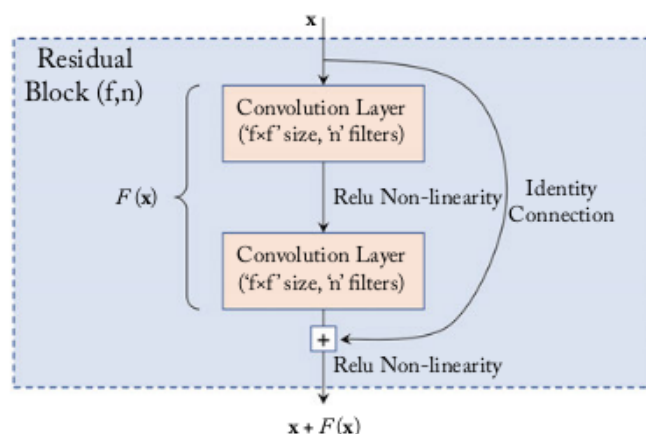 x
Residual
Block (f,n)
Convolution Layer
('f×f' size, 'n' filters)
F(x)
Relu Non-linearity
Identity
Connection
Convolution Layer
('f×f' size, 'n' filters)
+
Relu Non-linearity
x + F(x)